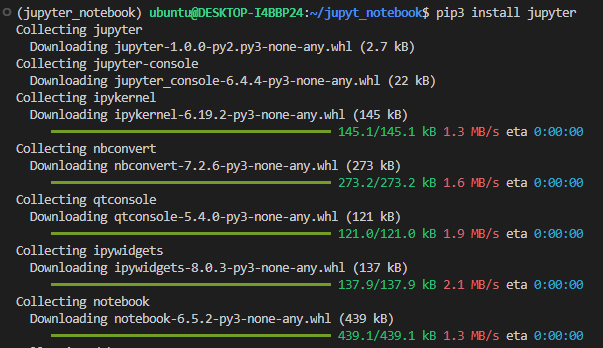 (jupyter_notebook) ubuntu@DESKTOP-I4BBP24:~/jupyt_notebook$ pip3 install jupyter
Collecting jupyter
Downloading jupyter-1.0.0-py2.py3-none-any.whl (2.7 kB)
Collecting jupyter-console
Downloading jupyter_console-6.4.4-py3-none-any.whl (22 kB)
Collecting ipykernel
Downloading ipykernel-6.19.2-py3-none-any.whl (145 kB)
145.1/145.1 kB 1.3 MB/s eta 0:00:00
Collecting nbconvert
Downloading nbconvert-7.2.6-py3-none-any.whl (273 kB)
273.2/273.2 kB 1.6 MB/s eta 0:00:00
Collecting qtconsole
Downloading qtconsole-5.4.0-py3-none-any.whl (121 kB)
121.0/121.0 kB 1.9 MB/s eta 0:00:00
Collecting ipywidgets
Downloading ipywidgets-8.0.3-py3-none-any.whl (137 kB)
137.9/137.9 kB 2.1 MB/s eta 0:00:00
Collecting notebook
Downloading notebook-6.5.2-py3-none-any.whl (439 kB)
439.1/439.1 kB 1.3 MB/s eta 0:00:00